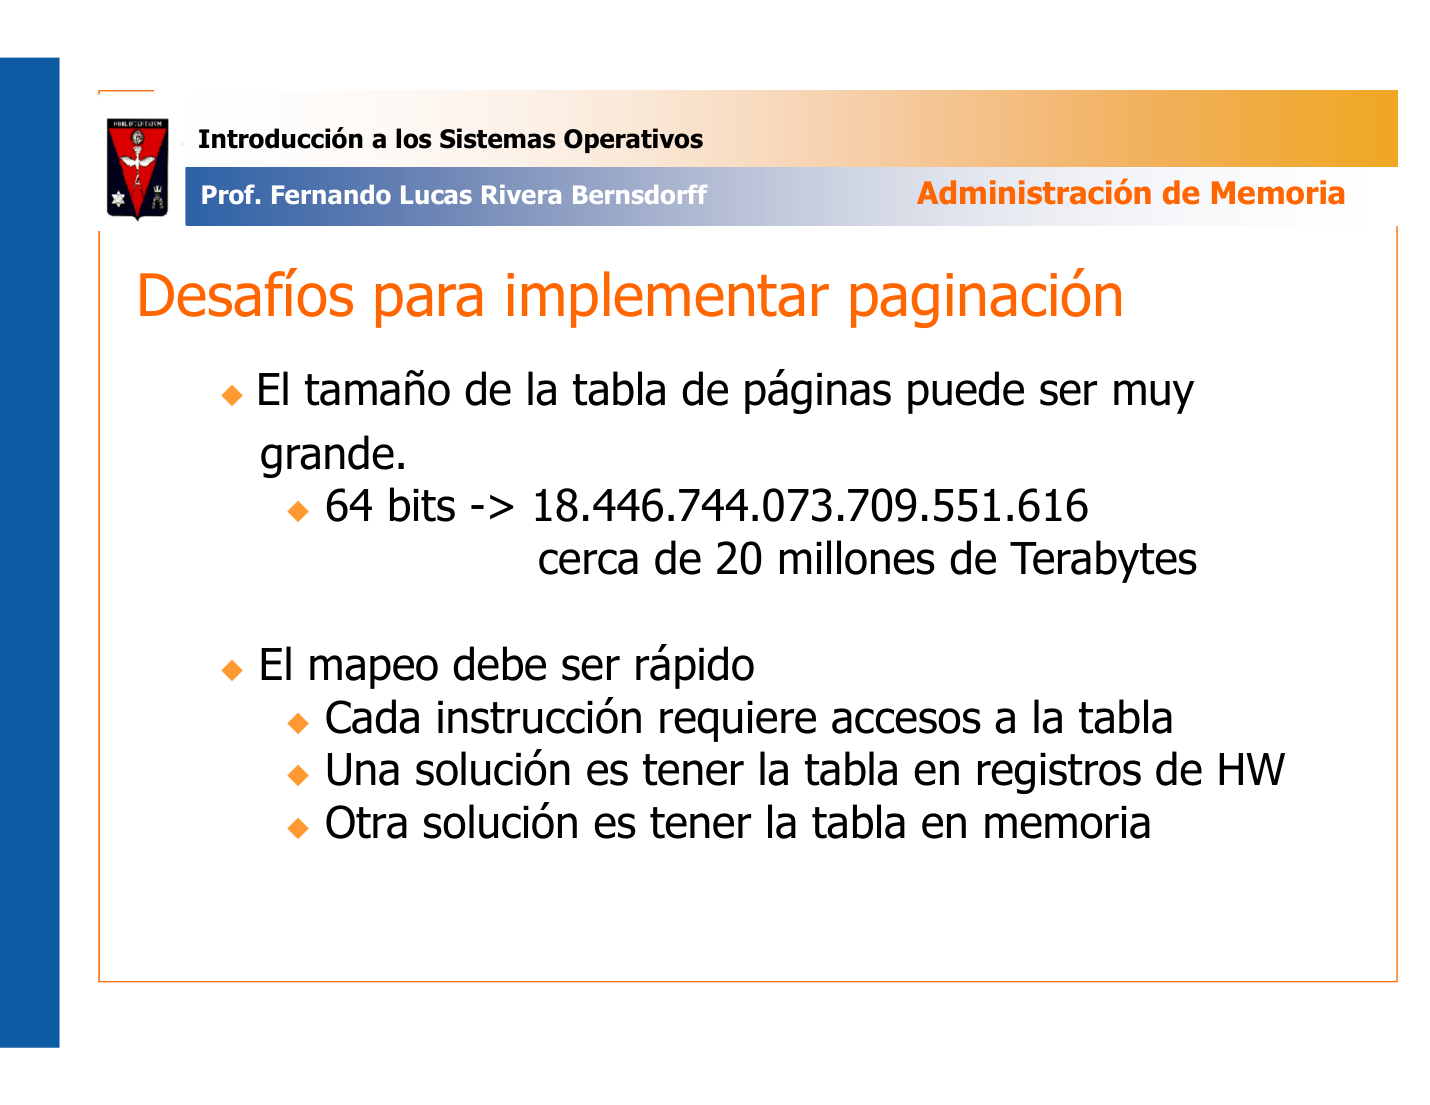 Introducción a los Sistemas Operativos
Prof. Fernando Lucas Rivera Bernsdorff
Administración de Memoria
Desafíos para implementar paginación
El tamaño de la tabla de páginas puede ser muy
grande.
64 bits -> 18.446.744.073.709.551.616
cerca de 20 millones de Terabytes
El mapeo debe ser rápido
Cada instrucción requiere accesos a la tabla
Una solución es tener la tabla en registros de HW
Otra solución es tener la tabla en memoria